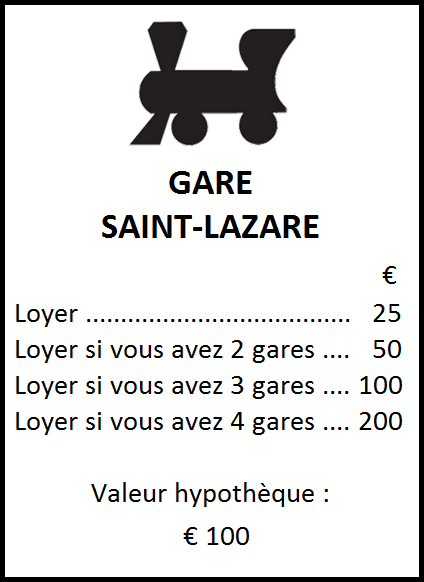 GARE
SAINT-LAZARE
€
Loyer ...................................... 25
Loyer si vous avez 2 gares .... 50
Loyer si vous avez 3 gares .... 100
Loyer si vous avez 4 gares .... 200
Valeur hypothèque :
€ 100